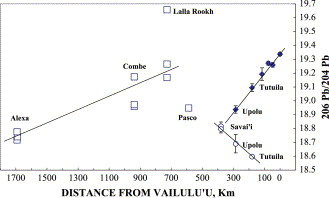 Lalla Rookh
Combe
Alexa
Pasco
Tutuila
Upolu
Savai'i
Upolu
Tutuila
19.7
19.6
19.5
19.4
19.3
19.2
19.1
19.0
18.9
18.8
18.7
18.6
18.5
206 Pb/204 Pb
1700 1500 1300 1100 900 700 500 300 100 0
DISTANCE FROM VAILULU'U, Km